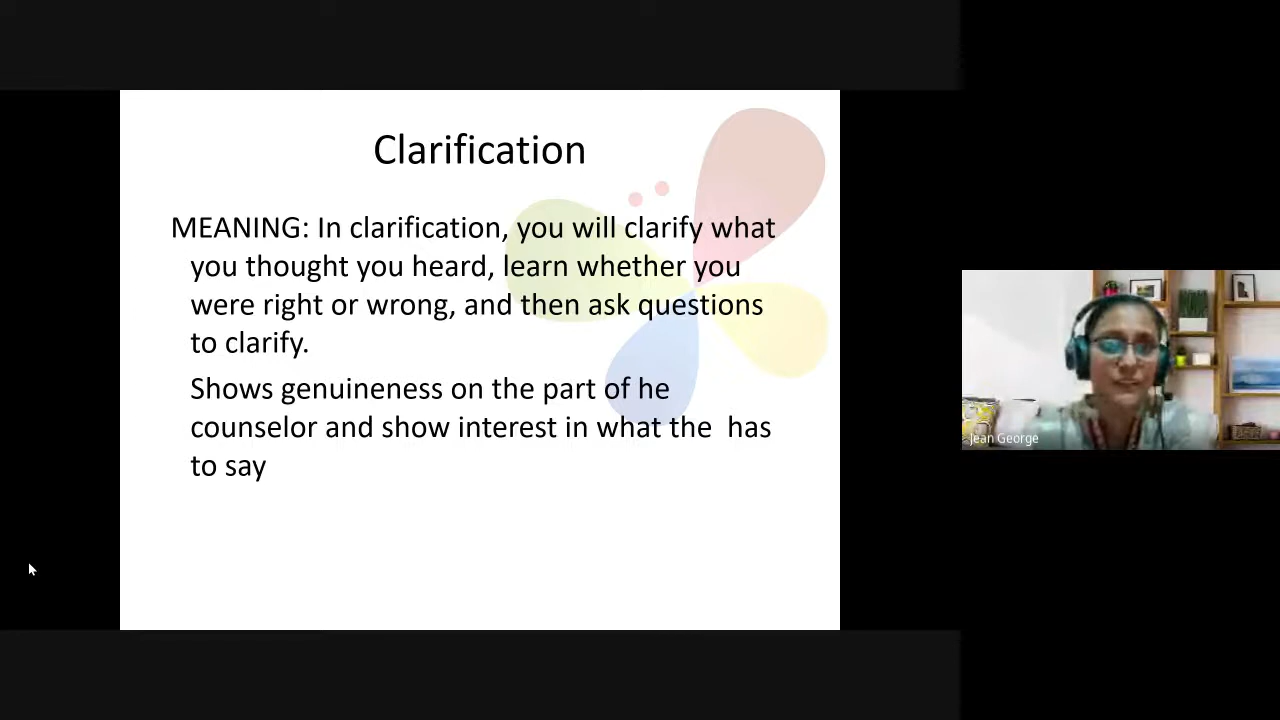 Clarification
MEANING: In clarification, you will clarify what
you thought you heard, learn whether you
were right or wrong, and then ask questions
to clarify.
Shows genuineness on the part of he
counselor and show interest in what the  has
to say
Jean George